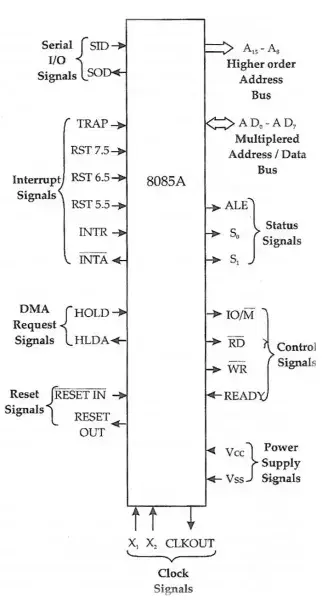 Serial
I/O
Signals
SID
SOD
A₁₅ - A₈
Higher order
Address
Bus
TRAP
RST 7.5
RST 6.5
RST 5.5
INTR
INTA
Interrupt
Signals
8085A
A D₀ - A D₇
Multiplered
Address / Data
Bus
ALE
S₀
S₁
Status
Signals
DMA
Request
Signals
HOLD
HLDA
IO/M
RD
WR
READY
Control
Signals
Reset
Signals
RESET IN
RESET
OUT
Vcc
Vss
Power
Supply
Signals
X₁ X₂ CLKOUT
Clock
Signals